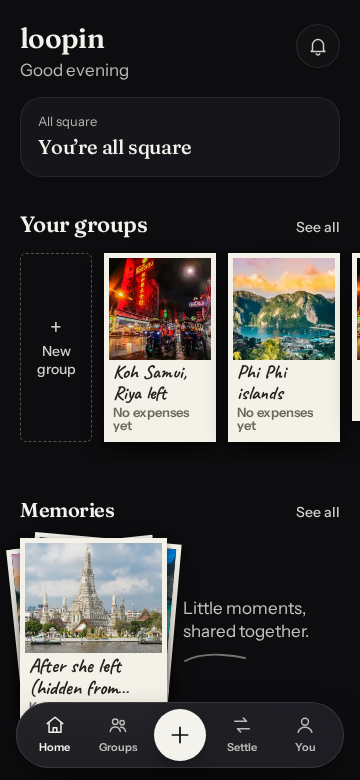 loopin
Good evening
All square
You're all square
Your groups
See all
+
New
group
Koh Samui,
Riya left
No expenses
yet
Phi Phi
islands
No expenses
yet
Memories
See all
After she left
(hidden from...
Little moments,
shared together.
Home
Groups
+
Settle
You